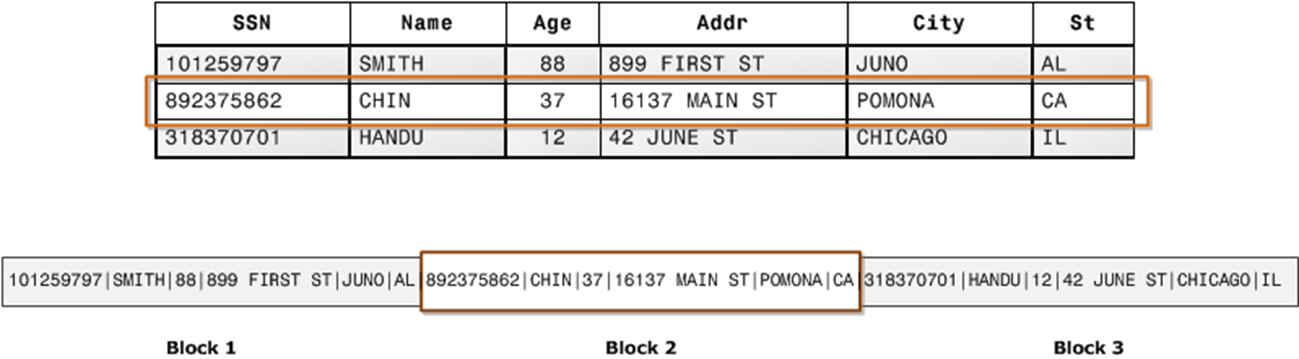 SSN Name Age Addr City St
101259797 SMITH 88 899 FIRST ST JUNO AL
892375862 CHIN 37 16137 MAIN ST POMONA CA
318370701 HANDU 12 42 JUNE ST CHICAGO IL
101259797|SMITH|88|899 FIRST ST|JUNO|AL 892375862|CHIN|37|16137 MAIN ST|POMONA|CA 318370701|HANDU|12|42 JUNE ST|CHICAGO|IL
Block 1 Block 2 Block 3